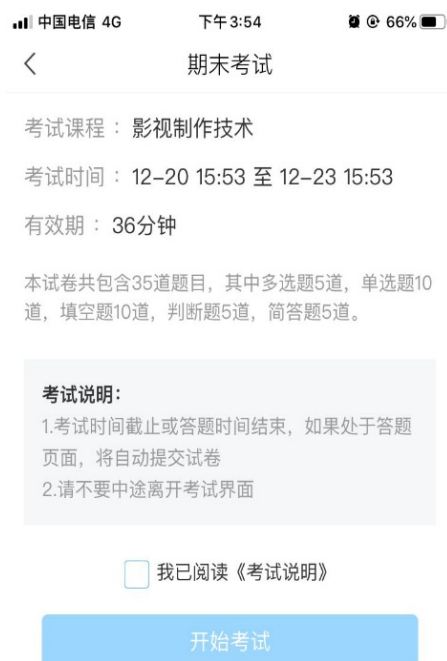 中国电信 4G 下午3:54 66%
期末考试
考试课程：影视制作技术
考试时间：12-20 15:53 至 12-23 15:53
有效期：36分钟
本试卷共包含35道题目，其中多选题5道，单选题10
道，填空题10道，判断题5道，简答题5道。
考试说明：
1.考试时间截止或答题时间结束，如果处于答题
页面，将自动提交试卷
2.请不要中途离开考试界面
我已阅读《考试说明》
开始考试